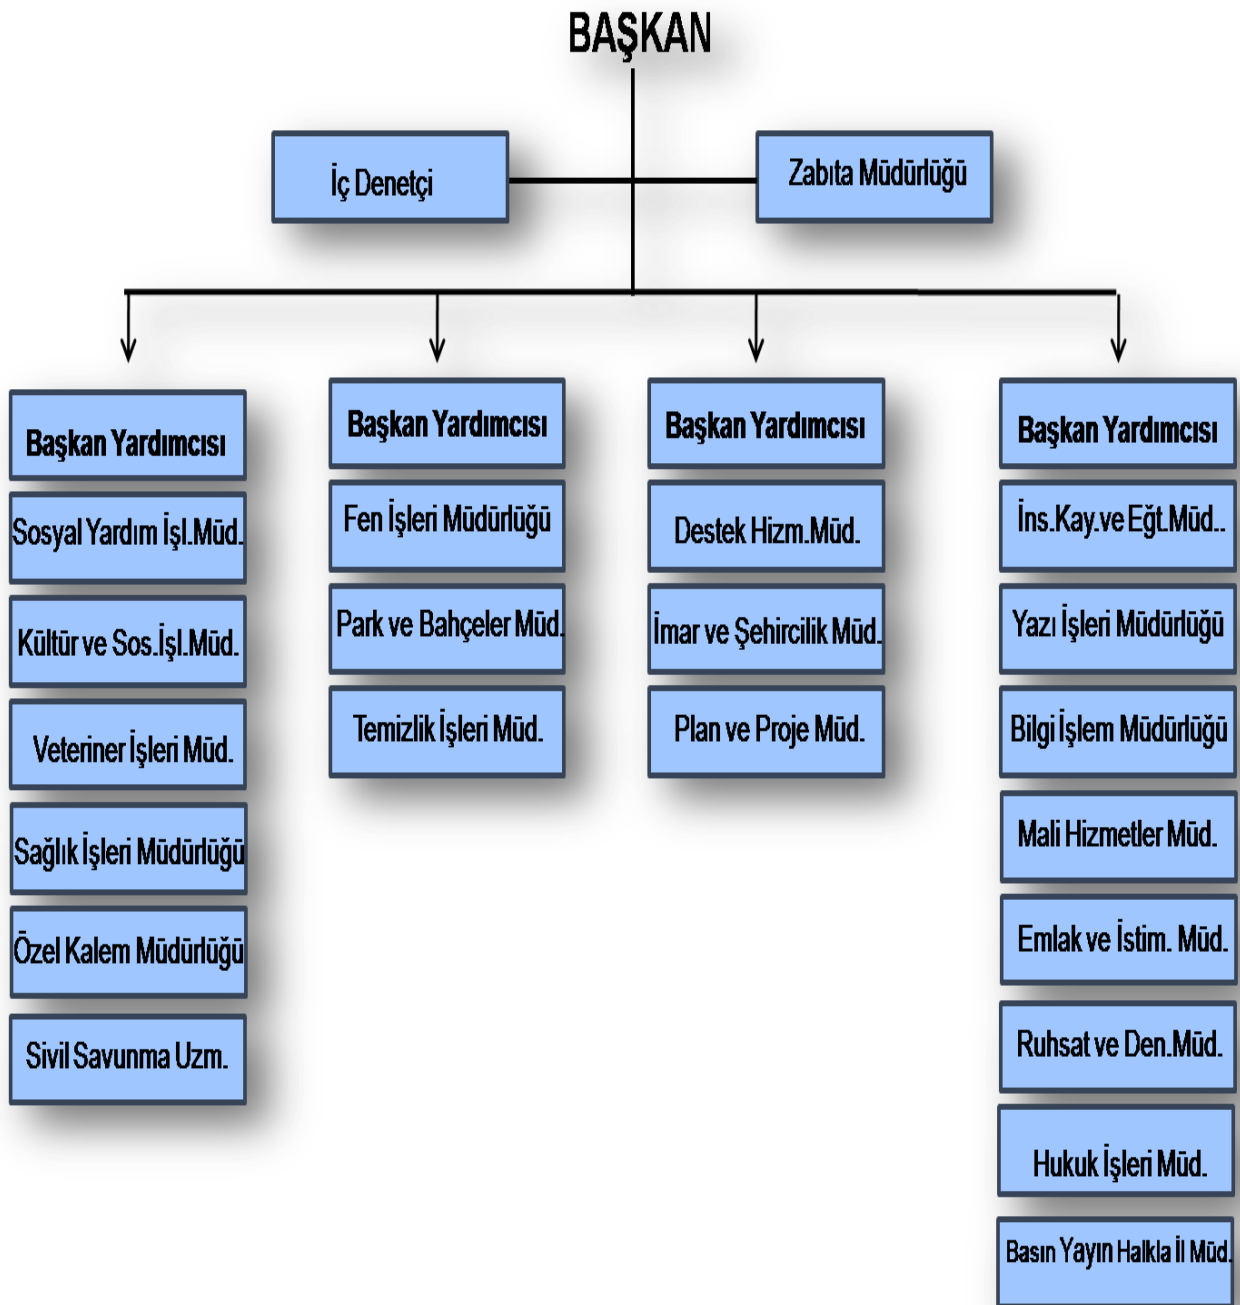 BAŞKAN
İç Denetçi
Zabıta Müdürlüğü
Başkan Yardımcısı
Sosyal Yardım İşl.Müd.
Kültür ve Sos.İşl.Müd.
Veteriner İşleri Müd.
Sağlık İşleri Müdürlüğü
Özel Kalem Müdürlüğü
Sivil Savunma Uzm.
Başkan Yardımcısı
Fen İşleri Müdürlüğü
Park ve Bahçeler Müd.
Temizlik İşleri Müd.
Başkan Yardımcısı
Destek Hizm.Müd.
İmar ve Şehircilik Müd.
Plan ve Proje Müd.
Başkan Yardımcısı
İns.Kay.ve Eğt.Müd..
Yazı İşleri Müdürlüğü
Bilgi İşlem Müdürlüğü
Mali Hizmetler Müd.
Emlak ve İstim. Müd.
Ruhsat ve Den.Müd.
Hukuk İşleri Müd.
Basın Yayın Halkla İl Müd.